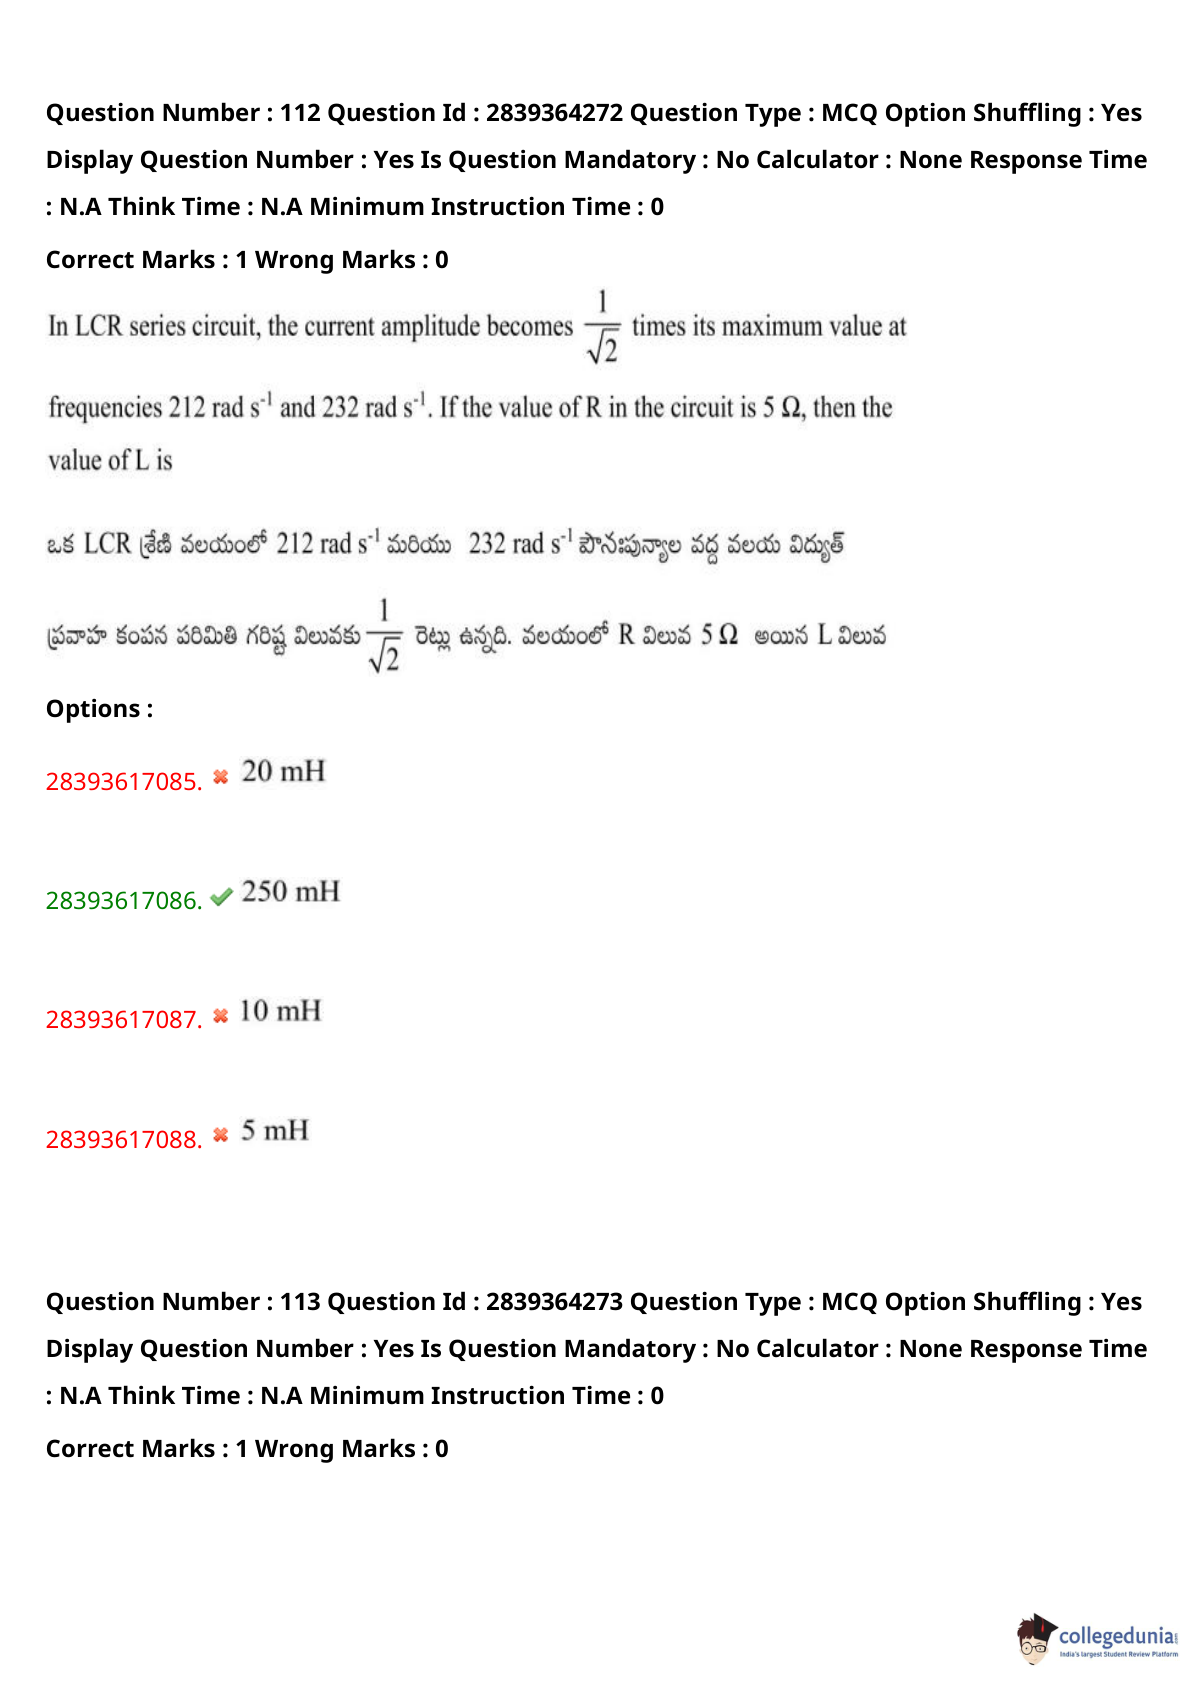 Question Number : 112 Question Id : 2839364272 Question Type : MCQ Option Shuffling : Yes
Display Question Number : Yes Is Question Mandatory : No Calculator : None Response Time
: N.A Think Time : N.A Minimum Instruction Time : 0
Correct Marks : 1 Wrong Marks : 0
In LCR series circuit, the current amplitude becomes 1/√2 times its maximum value at
frequencies 212 rad s⁻¹ and 232 rad s⁻¹. If the value of R in the circuit is 5 Ω, then the
value of L is
ఒక LCR శ్రేణి వలయంలో 212 rad s⁻¹ మరియు 232 rad s⁻¹ పౌనఃపున్యాల వద్ద వలయ విద్యుత్
ప్రవాహ కంపన పరిమితి గరిష్ట విలువకు 1/√2 రెట్లు ఉన్నది. వలయంలో R విలువ 5 Ω అయిన L విలువ
Options :
28393617085. 20 mH
28393617086. 250 mH
28393617087. 10 mH
28393617088. 5 mH
Question Number : 113 Question Id : 2839364273 Question Type : MCQ Option Shuffling : Yes
Display Question Number : Yes Is Question Mandatory : No Calculator : None Response Time
: N.A Think Time : N.A Minimum Instruction Time : 0
Correct Marks : 1 Wrong Marks : 0
collegedunia
India's largest Student Review Platform